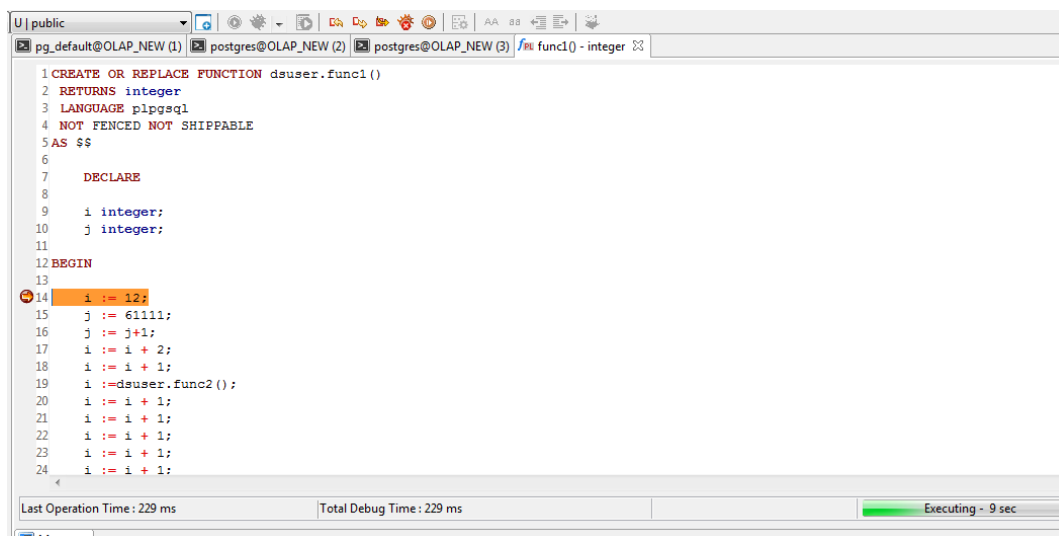 U | public
AA aa
pg_default@OLAP_NEW (1) postgres@OLAP_NEW (2) postgres@OLAP_NEW (3) func1() - integer
1 CREATE OR REPLACE FUNCTION dsuser.func1()
2 RETURNS integer
3 LANGUAGE plpgsql
4 NOT FENCED NOT SHIPPABLE
5 AS $$
6
7 DECLARE
8
9 i integer;
10 j integer;
11
12 BEGIN
13
14 i := 12;
15 j := 61111;
16 j := j+1;
17 i := i + 2;
18 i := i + 1;
19 i :=dsuser.func2();
20 i := i + 1;
21 i := i + 1;
22 i := i + 1;
23 i := i + 1;
24 i := i + 1;
Last Operation Time : 229 ms Total Debug Time : 229 ms Executing - 9 sec